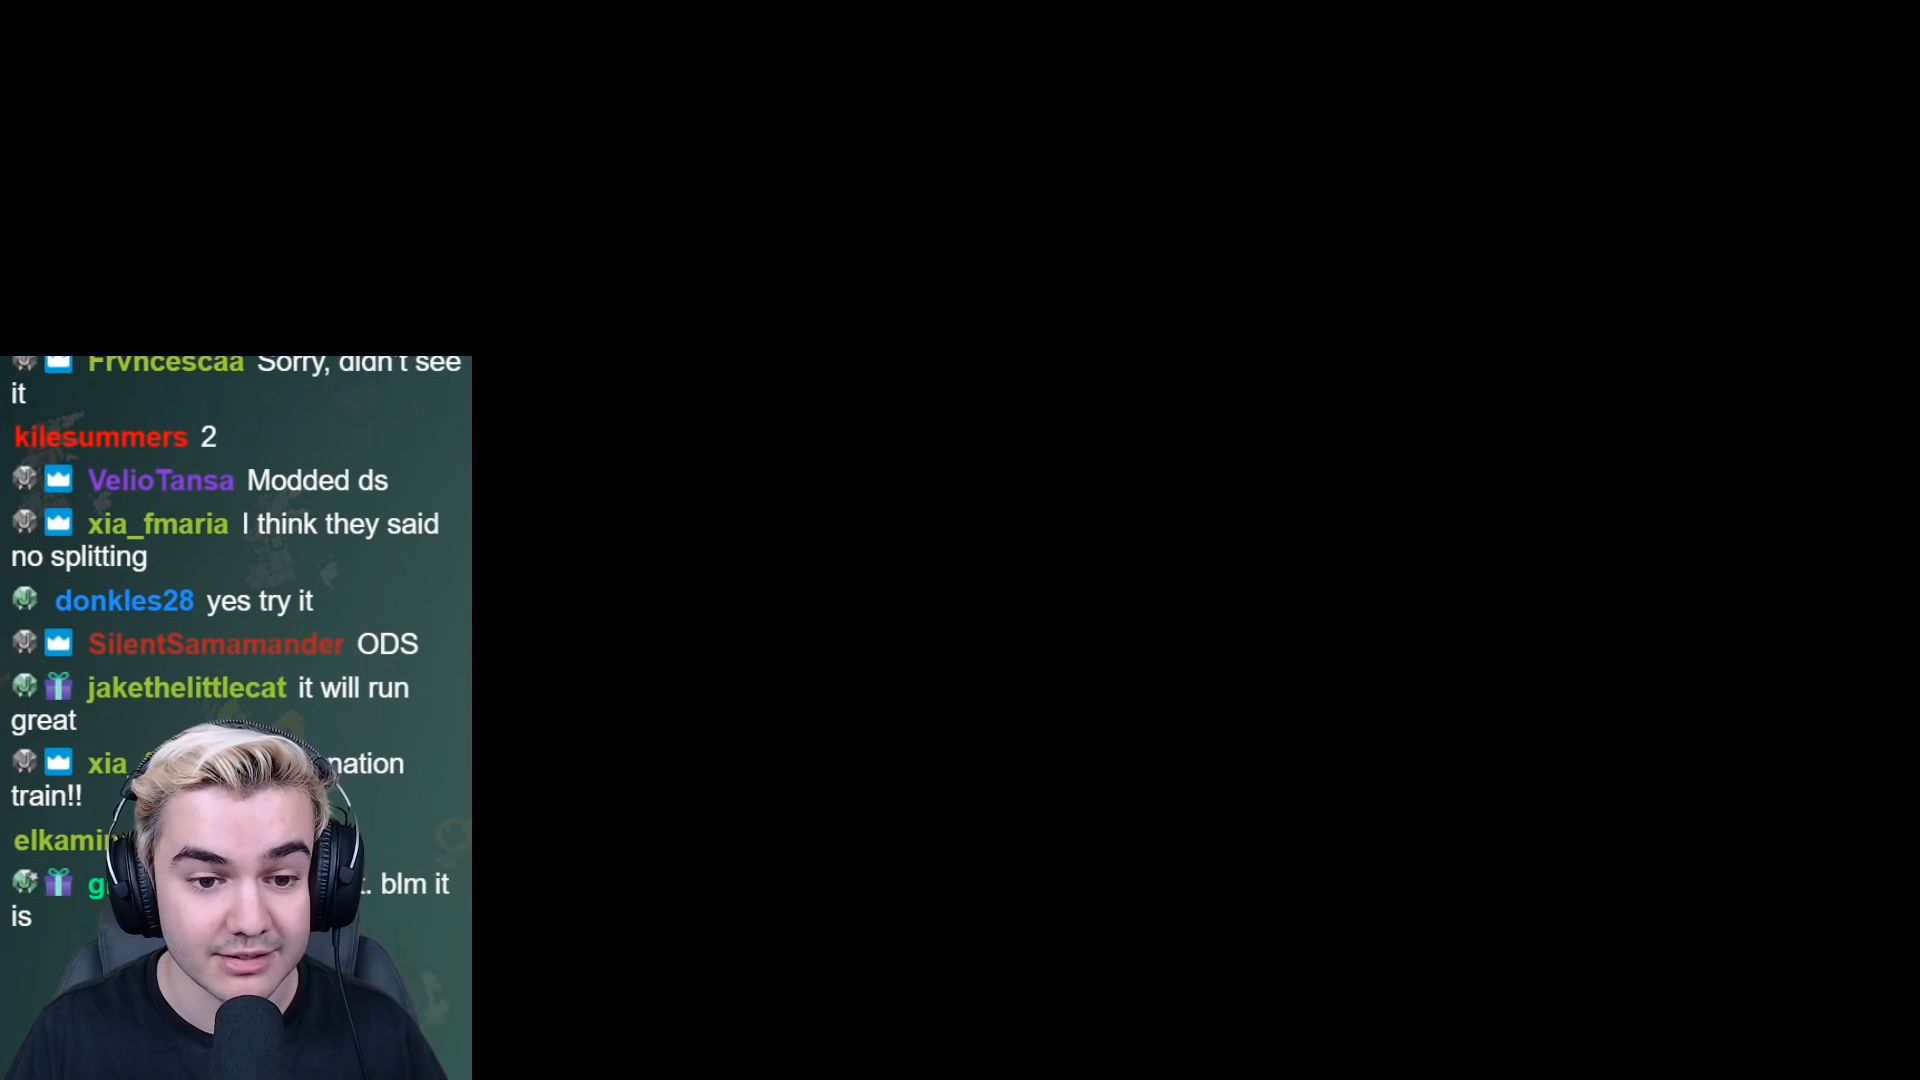 Frvncescaa Sorry, didn't see
it
kilesummers 2
VelioTansa Modded ds
xia_fmaria I think they said
no splitting
donkles28 yes try it
SilentSamamander ODS
jakethelittlecat it will run
great
xia
train!!
blm it
is